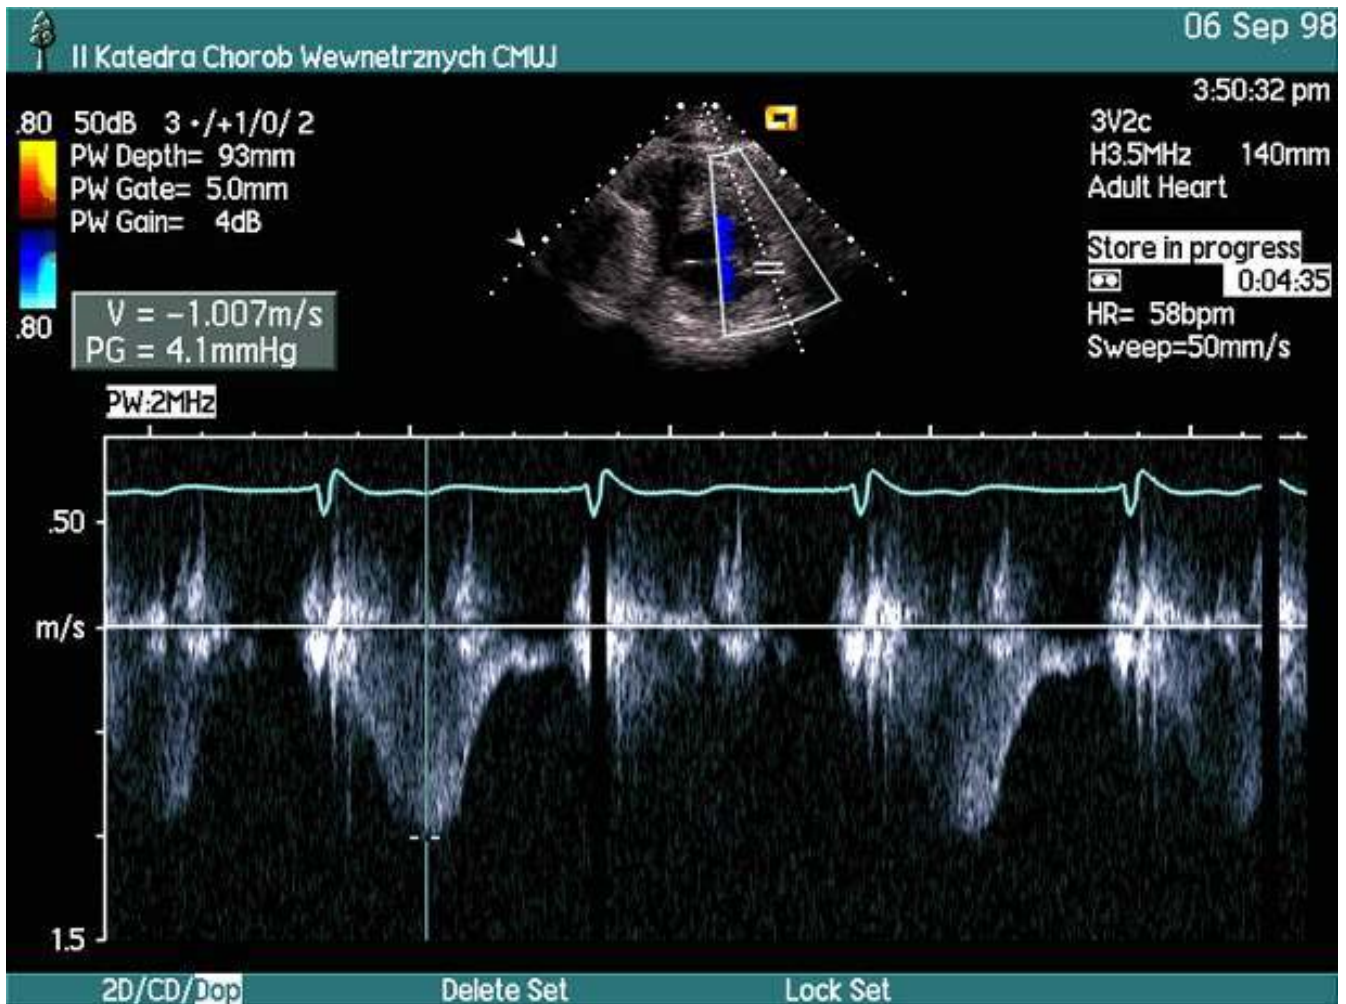 06 Sep 98
II Katedra Chorob Wewnetrznych CMUJ
3:50:32 pm
.80 50dB 3 •/+1/0/ 2
PW Depth= 93mm
PW Gate= 5.0mm
PW Gain= 4dB
.80
V = -1.007m/s
PG = 4.1mmHg
3V2c
H3.5MHz 140mm
Adult Heart
Store in progress
0:04:35
HR= 58bpm
Sweep=50mm/s
PW:2MHz
.50
m/s
1.5
2D/CD/Dop Delete Set Lock Set